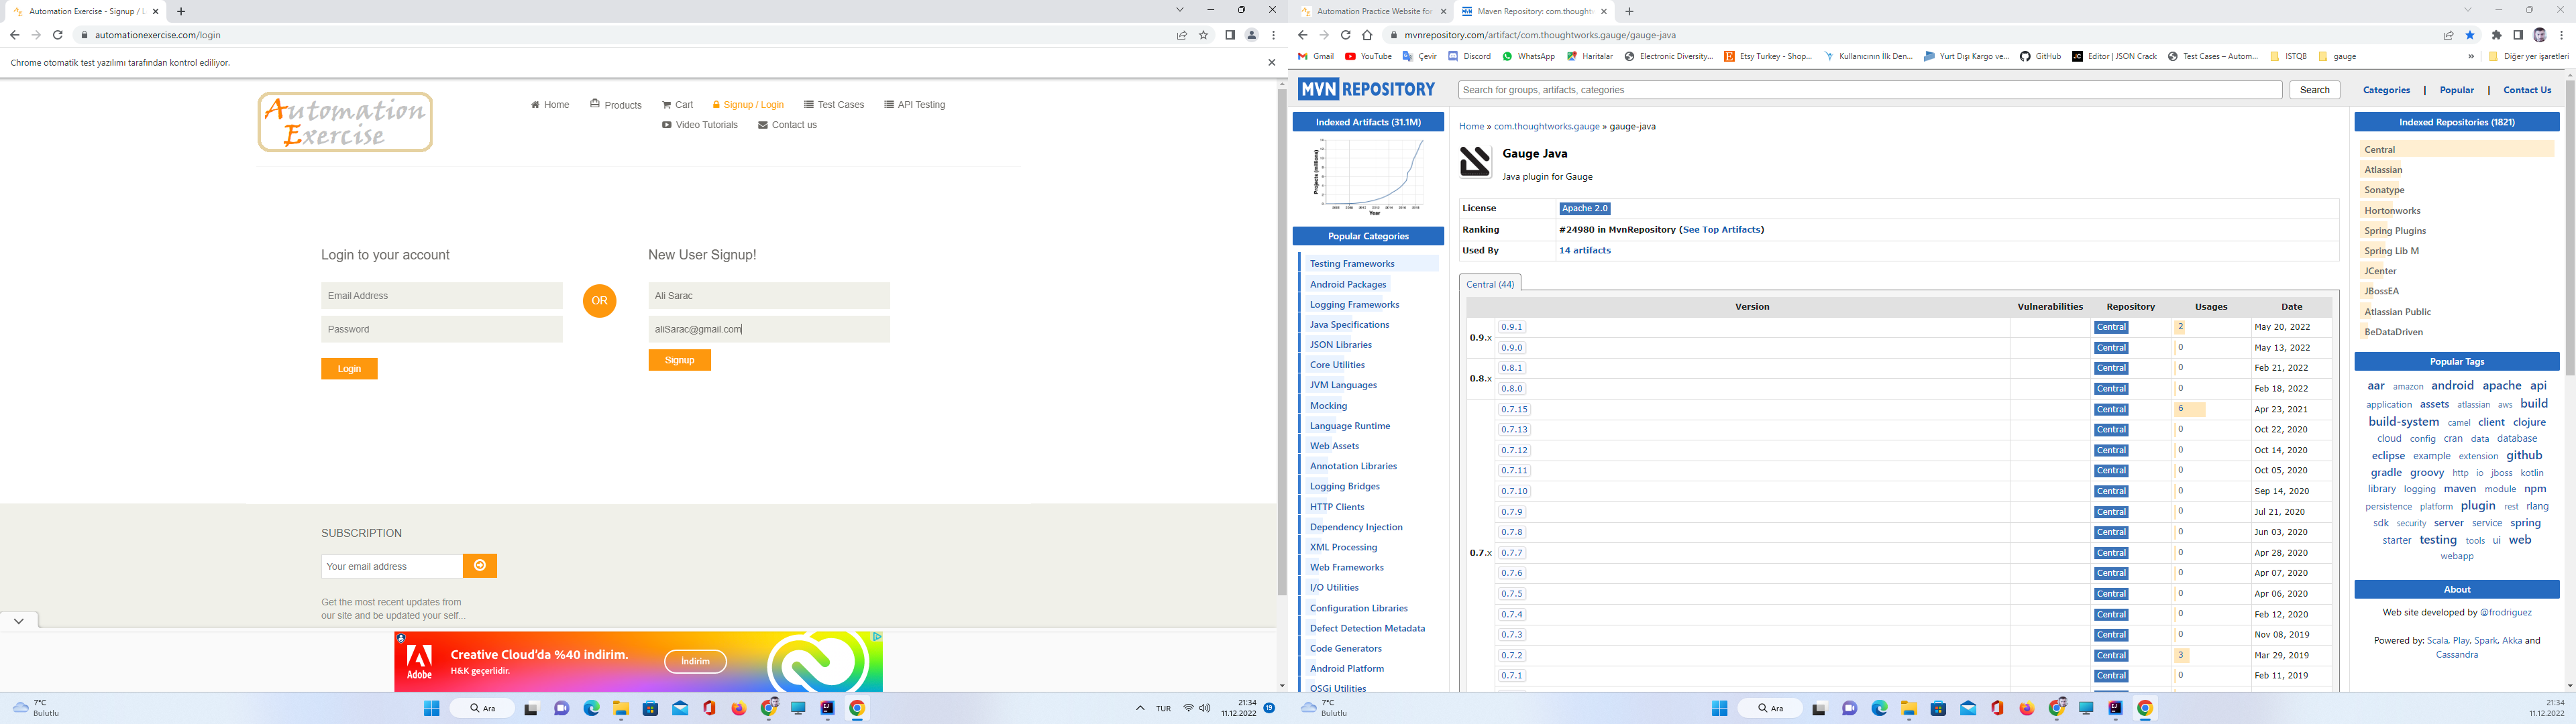 Automation Exercise - Signup / L
automationexercise.com/login
Chrome otomatik test yazılımı tarafından kontrol ediliyor.
Automation
Exercise
Home
Products
Cart
Signup / Login
Test Cases
API Testing
Video Tutorials
Contact us
Login to your account
Email Address
Password
Login
OR
New User Signup!
Ali Sarac
aliSarac@gmail.com
Signup
SUBSCRIPTION
Your email address
Get the most recent updates from
our site and be updated your self...
Adobe
Creative Cloud'da %40 indirim.
H&K geçerlidir.
İndirim
7°C
Bulutlu
Ara
TUR
21:34
11.12.2022
19
Automation Practice Website for
Maven Repository: com.thought
mvnrepository.com/artifact/com.thoughtworks.gauge/gauge-java
Gmail
YouTube
Çevir
Discord
WhatsApp
Haritalar
Electronic Diversity...
Etsy Turkey - Shop...
Kullanıcının İlk Den...
Yurt Dışı Kargo ve...
GitHub
Editor | JSON Crack
Test Cases – Autom...
ISTQB
gauge
»
Diğer yer işaretleri
MVN REPOSITORY
Search for groups, artifacts, categories
Search
Categories | Popular | Contact Us
Indexed Artifacts (31.1M)
Projects (millions)
Year
Popular Categories
Testing Frameworks
Android Packages
Logging Frameworks
Java Specifications
JSON Libraries
Core Utilities
JVM Languages
Mocking
Language Runtime
Web Assets
Annotation Libraries
Logging Bridges
HTTP Clients
Dependency Injection
XML Processing
Web Frameworks
I/O Utilities
Configuration Libraries
Defect Detection Metadata
Code Generators
Android Platform
OSGi Utilities
Home » com.thoughtworks.gauge » gauge-java
Gauge Java
Java plugin for Gauge
License Apache 2.0
Ranking #24980 in MvnRepository (See Top Artifacts)
Used By 14 artifacts
Central (44)
Version Vulnerabilities Repository Usages Date
0.9.x
0.9.1 Central 2 May 20, 2022
0.9.0 Central 0 May 13, 2022
0.8.x
0.8.1 Central 0 Feb 21, 2022
0.8.0 Central 0 Feb 18, 2022
0.7.x
0.7.15 Central 6 Apr 23, 2021
0.7.13 Central 0 Oct 22, 2020
0.7.12 Central 0 Oct 14, 2020
0.7.11 Central 0 Oct 05, 2020
0.7.10 Central 0 Sep 14, 2020
0.7.9 Central 0 Jul 21, 2020
0.7.8 Central 0 Jun 03, 2020
0.7.7 Central 0 Apr 28, 2020
0.7.6 Central 0 Apr 07, 2020
0.7.5 Central 0 Apr 06, 2020
0.7.4 Central 0 Feb 12, 2020
0.7.3 Central 0 Nov 08, 2019
0.7.2 Central 3 Mar 29, 2019
0.7.1 Central 0 Feb 11, 2019
Indexed Repositories (1821)
Central
Atlassian
Sonatype
Hortonworks
Spring Plugins
Spring Lib M
JCenter
JBossEA
Atlassian Public
BeDataDriven
Popular Tags
aar amazon android apache api
application assets atlassian aws build
build-system camel client clojure
cloud config cran data database
eclipse example extension github
gradle groovy http io jboss kotlin
library logging maven module npm
persistence platform plugin rest rlang
sdk security server service spring
starter testing tools ui web
webapp
About
Web site developed by @frodriguez
Powered by: Scala, Play, Spark, Akka and
Cassandra
7°C
Bulutlu
Ara
21:34
11.12.2022